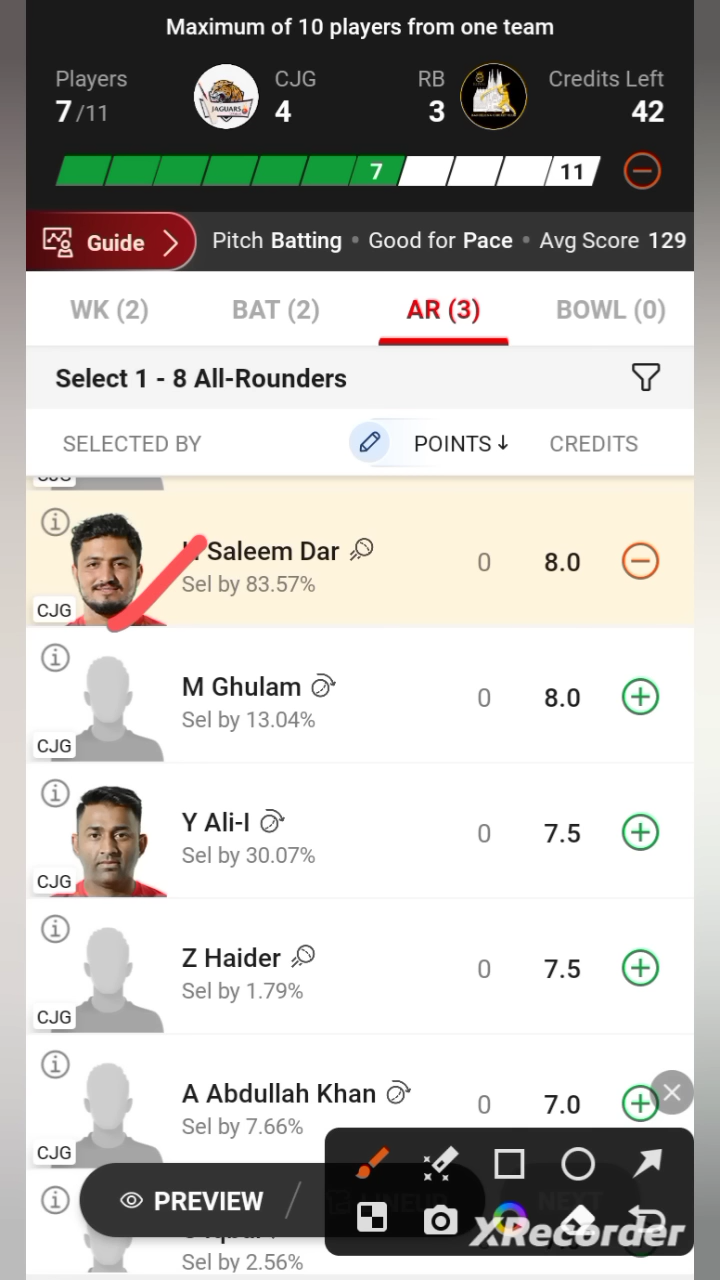 Maximum of 10 players from one team
Players CJG RB Credits Left
7/11 4 3 42
JAGUARS
7 11
Guide Pitch Batting • Good for Pace • Avg Score 129
WK (2) BAT (2) AR (3) BOWL (0)
Select 1 - 8 All-Rounders
SELECTED BY POINTS↓ CREDITS
Saleem Dar 0 8.0
Sel by 83.57%
CJG
M Ghulam 0 8.0
Sel by 13.04%
CJG
Y Ali-I 0 7.5
Sel by 30.07%
CJG
Z Haider 0 7.5
Sel by 1.79%
CJG
A Abdullah Khan 0 7.0
Sel by 7.66%
CJG
PREVIEW
XRecorder
Sel by 2.56%